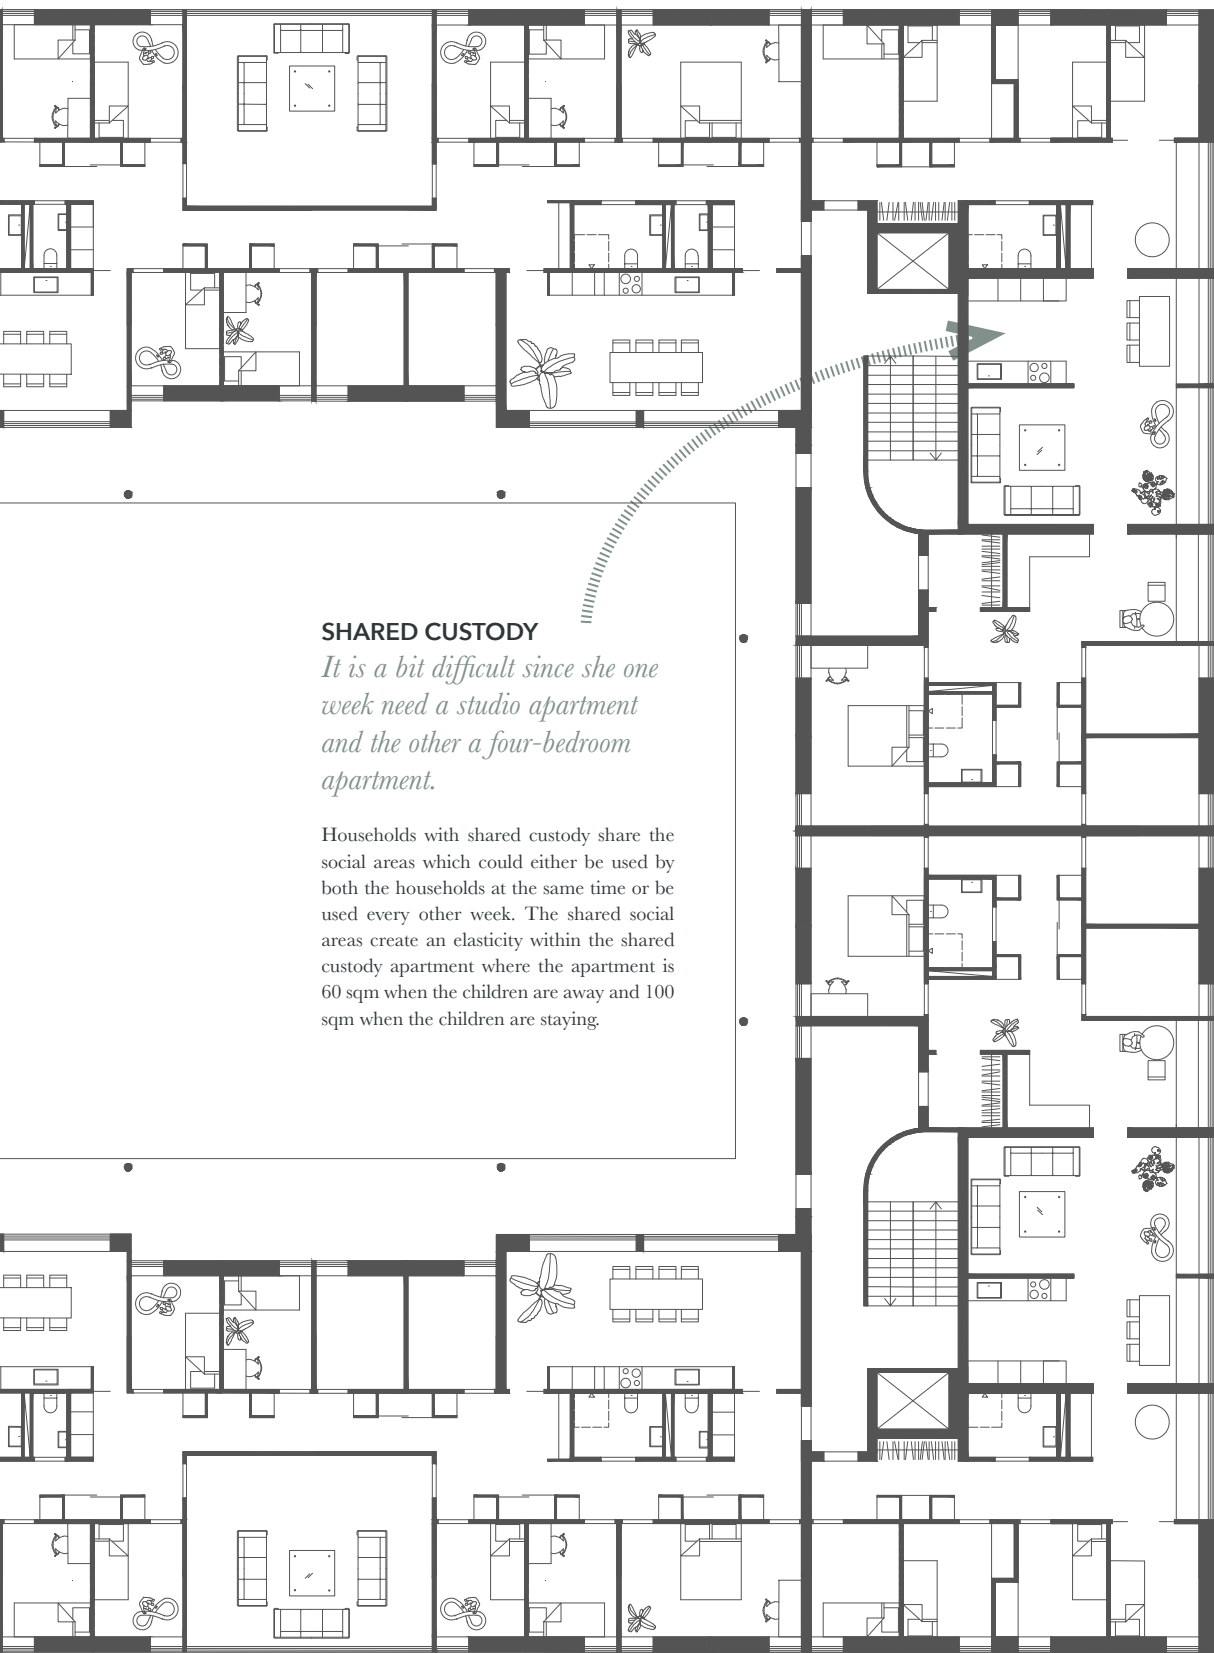 SHARED CUSTODY
It is a bit difficult since she one
week need a studio apartment
and the other a four-bedroom
apartment.
Households with shared custody share the
social areas which could either be used by
both the households at the same time or be
used every other week. The shared social
areas create an elasticity within the shared
custody apartment where the apartment is
60 sqm when the children are away and 100
sqm when the children are staying.